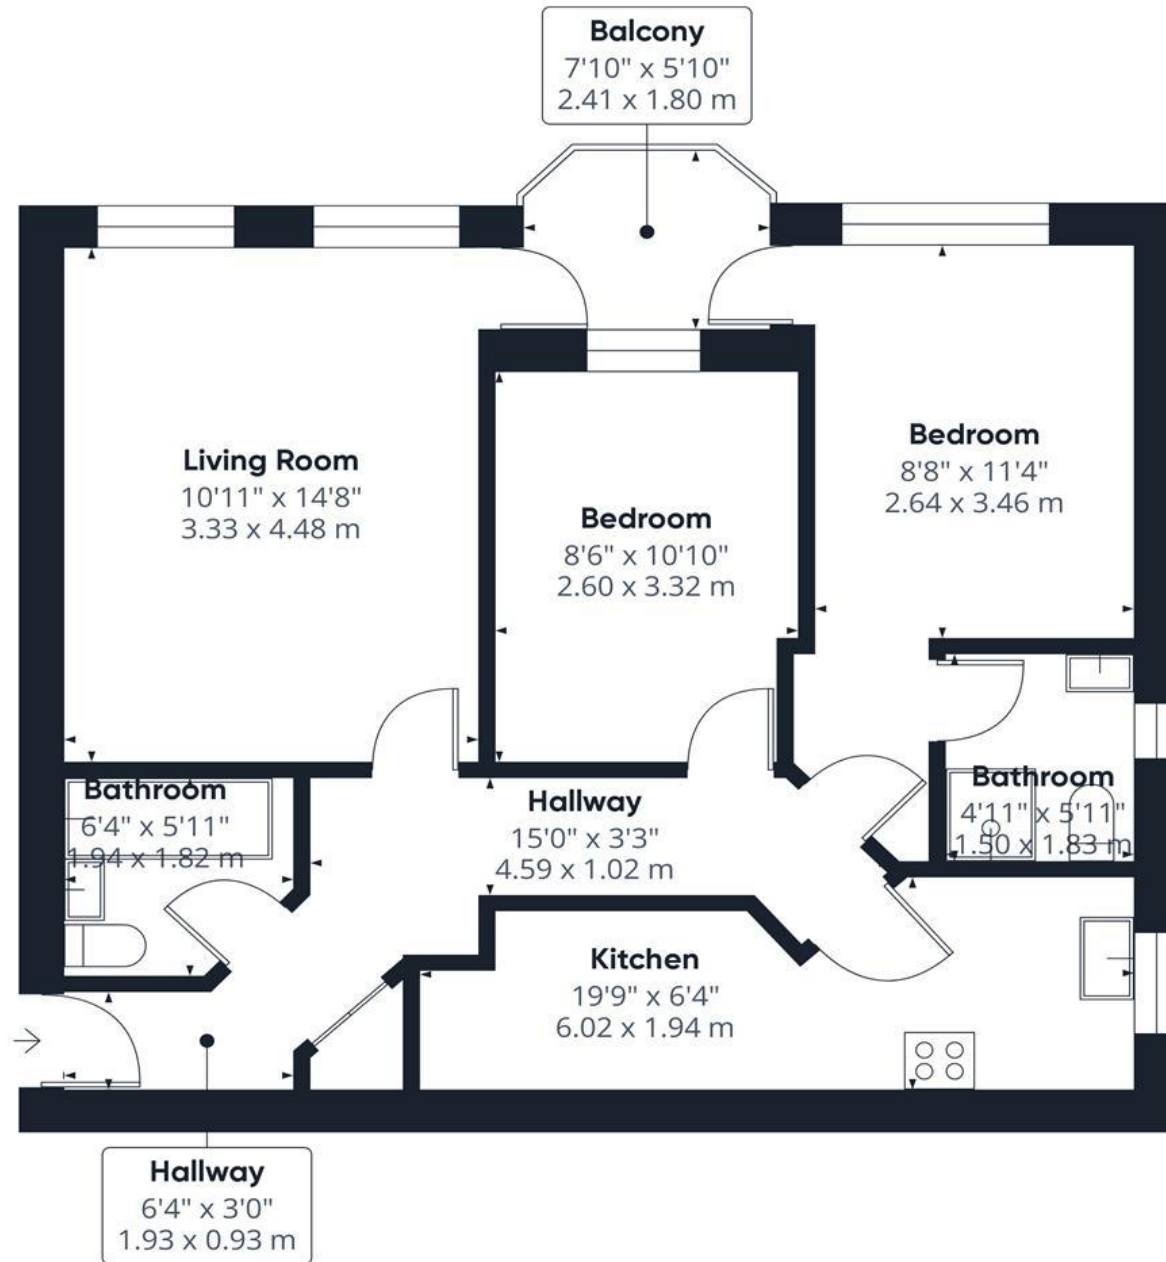 Balcony
7'10" x 5'10"
2.41 x 1.80 m
Living Room
10'11" x 14'8"
3.33 x 4.48 m
Bedroom
8'6" x 10'10"
2.60 x 3.32 m
Bedroom
8'8" x 11'4"
2.64 x 3.46 m
Bathroom
6'4" x 5'11"
1.94 x 1.82 m
Hallway
15'0" x 3'3"
4.59 x 1.02 m
Bathroom
4'11" x 5'11"
1.50 x 1.83 m
Kitchen
19'9" x 6'4"
6.02 x 1.94 m
Hallway
6'4" x 3'0"
1.93 x 0.93 m